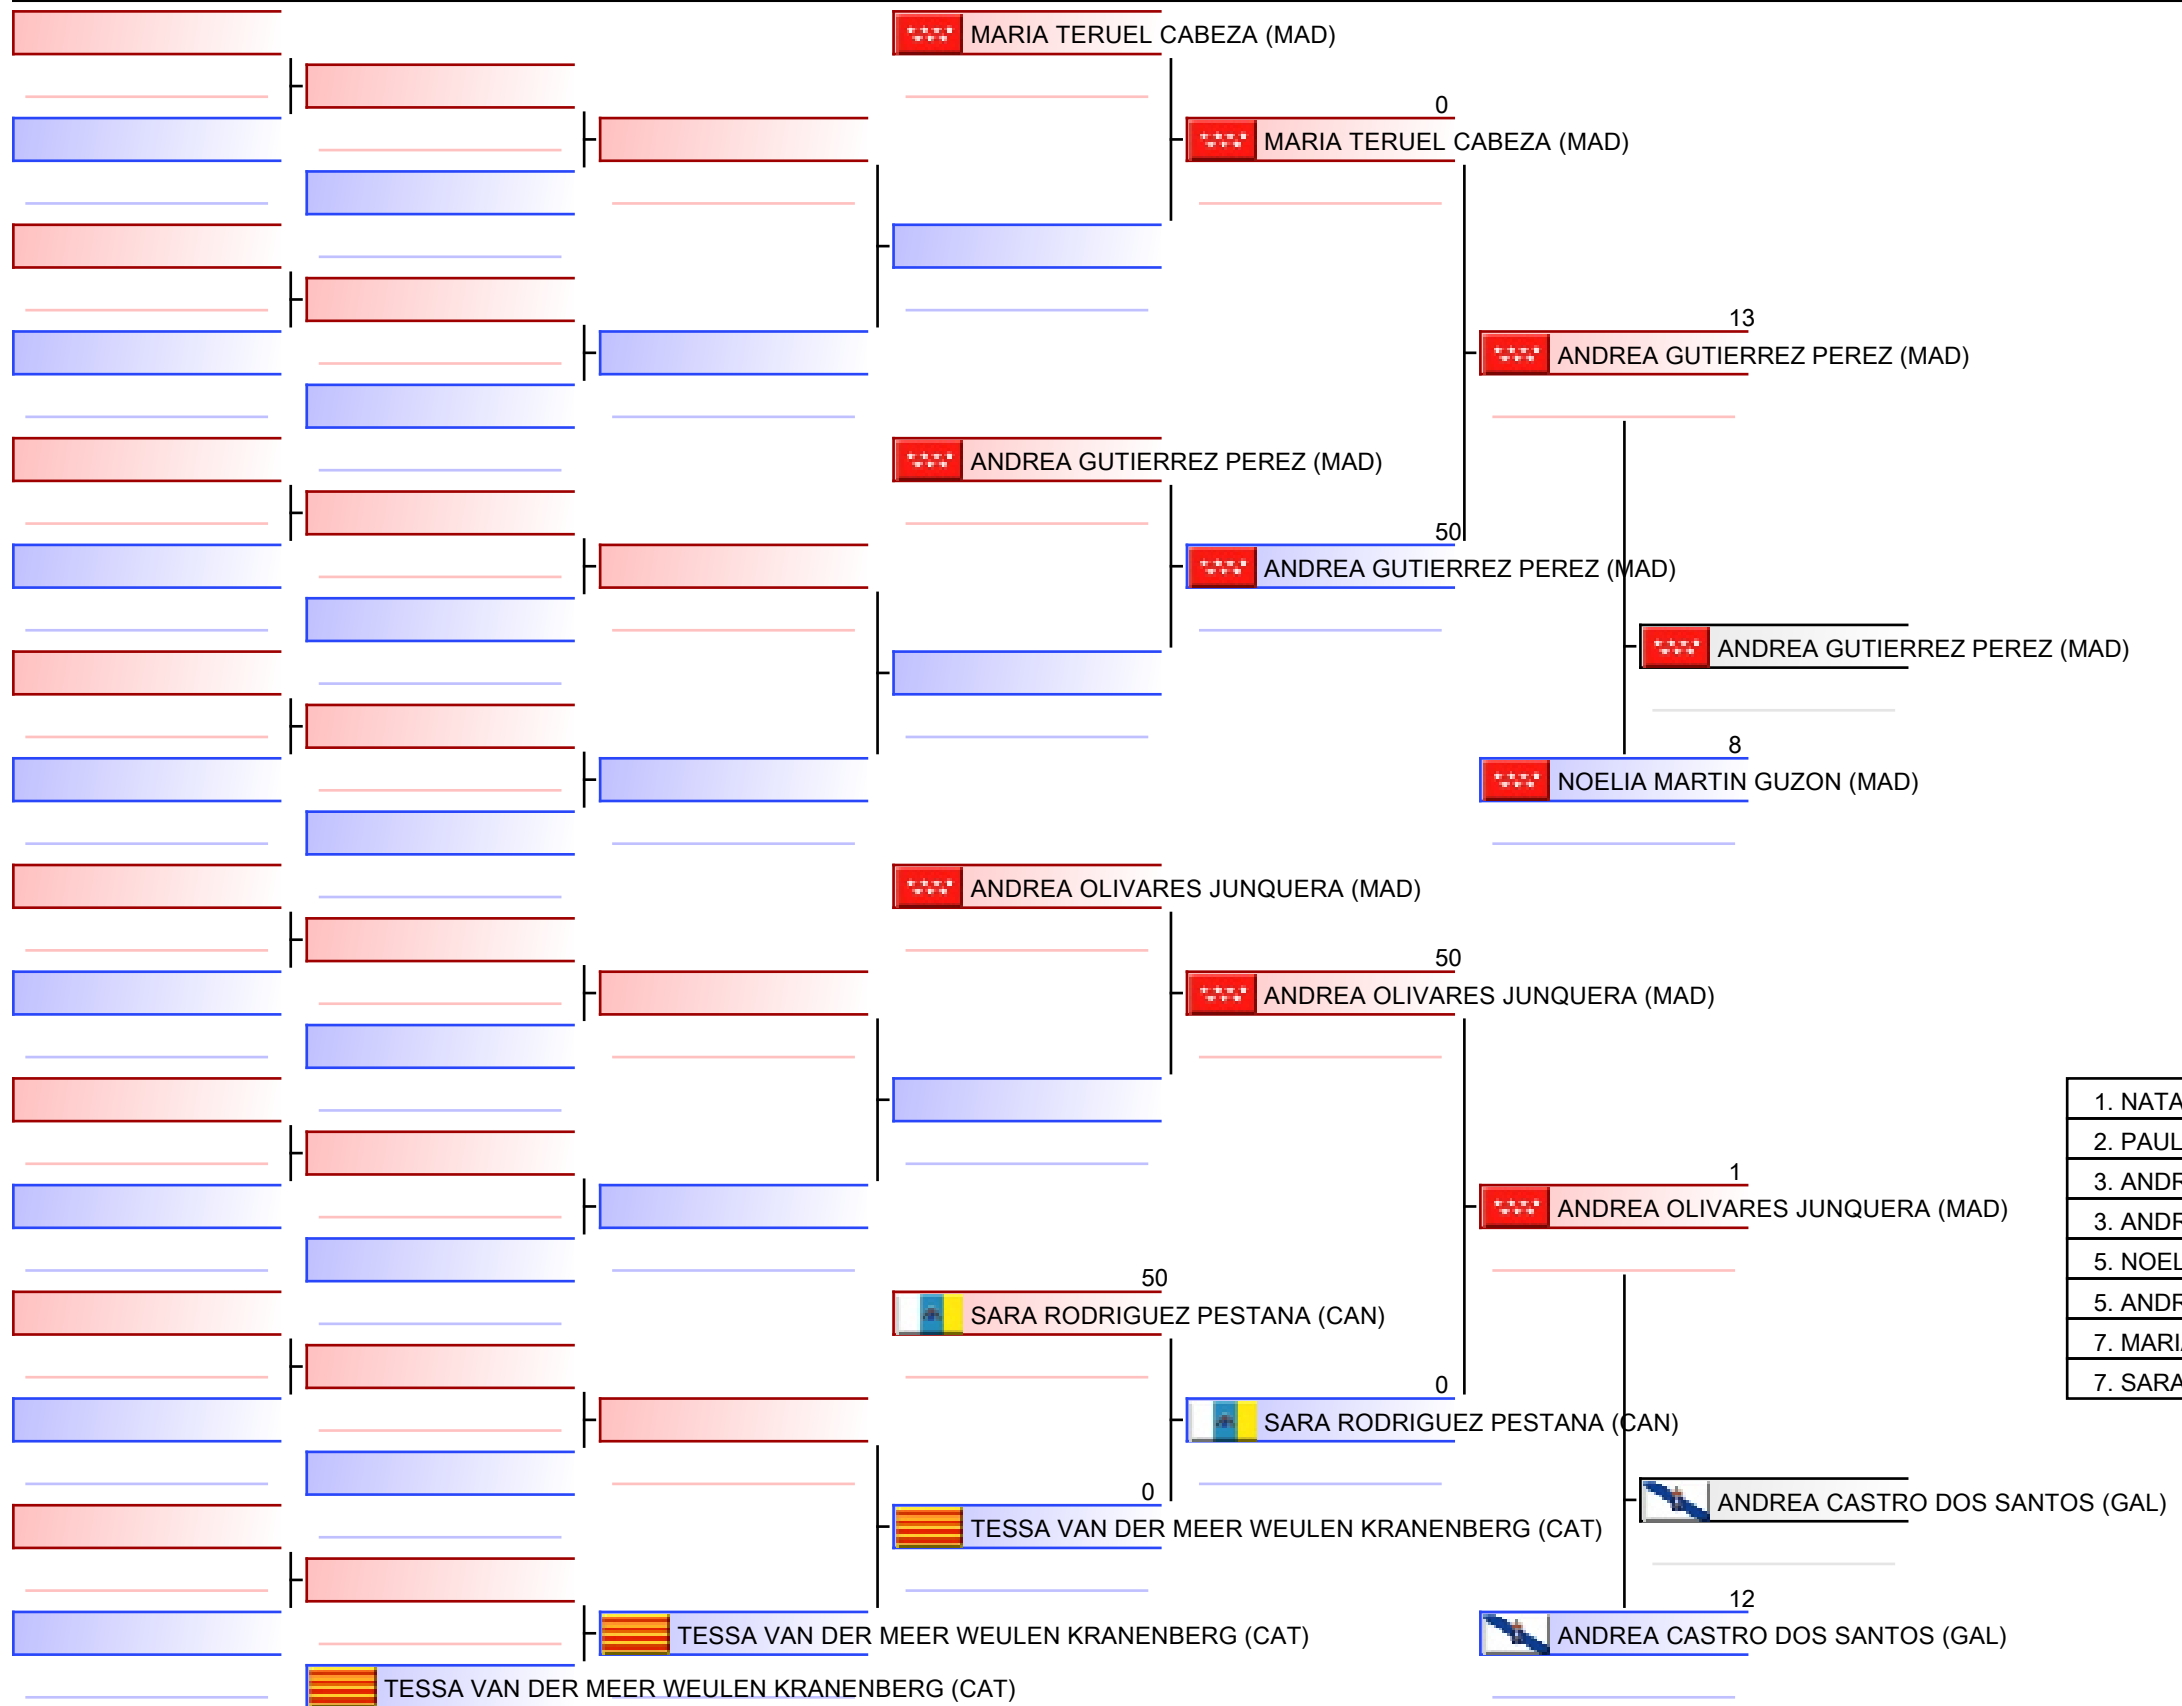 MARIA TERUEL CABEZA (MAD)
0
MARIA TERUEL CABEZA (MAD)
13
ANDREA GUTIERREZ PEREZ (MAD)
ANDREA GUTIERREZ PEREZ (MAD)
50
ANDREA GUTIERREZ PEREZ (MAD)
ANDREA GUTIERREZ PEREZ (MAD)
8
NOELIA MARTIN GUZON (MAD)
ANDREA OLIVARES JUNQUERA (MAD)
50
ANDREA OLIVARES JUNQUERA (MAD)
1. NATA
2. PAUL
3. ANDR
3. ANDR
5. NOEL
5. ANDR
7. MARIA
7. SARA
1
ANDREA OLIVARES JUNQUERA (MAD)
50
SARA RODRIGUEZ PESTANA (CAN)
0
SARA RODRIGUEZ PESTANA (CAN)
0
TESSA VAN DER MEER WEULEN KRANENBERG (CAT)
ANDREA CASTRO DOS SANTOS (GAL)
12
TESSA VAN DER MEER WEULEN KRANENBERG (CAT)
ANDREA CASTRO DOS SANTOS (GAL)
TESSA VAN DER MEER WEULEN KRANENBERG (CAT)